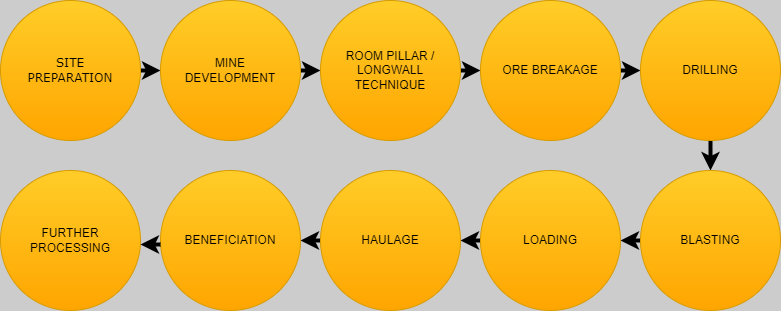 SITE
PREPARATION
MINE
DEVELOPMENT
ROOM PILLAR /
LONGWALL
TECHNIQUE
ORE BREAKAGE
DRILLING
FURTHER
PROCESSING
BENEFICIATION
HAULAGE
LOADING
BLASTING